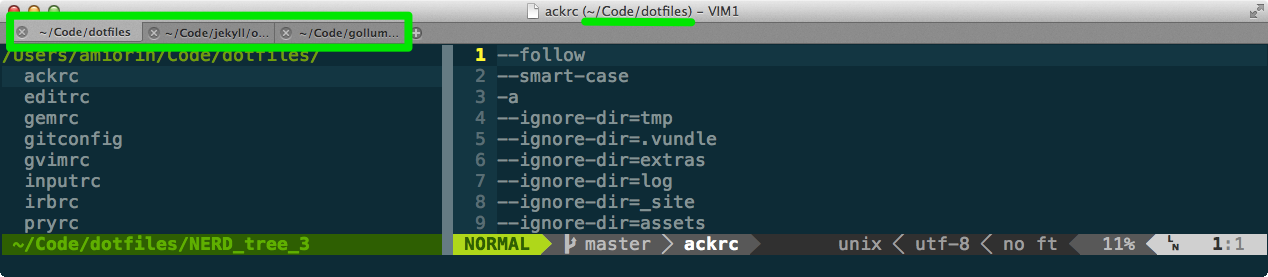 ackrc (~/Code/dotfiles) – VIM1
~/Code/dotfiles
~/Code/jekyll/o...
~/Code/gollum...
/Users/amiorin/Code/dotfiles/
ackrc
editrc
gemrc
gitconfig
gvimrc
inputrc
irbrc
pryrc
~/Code/dotfiles/NERD_tree_3
1 --follow
2 --smart-case
3 -a
4 --ignore-dir=tmp
5 --ignore-dir=.vundle
6 --ignore-dir=extras
7 --ignore-dir=log
8 --ignore-dir=_site
9 --ignore-dir=assets
NORMAL master ackrc unix utf-8 no ft 11% LN 1:1